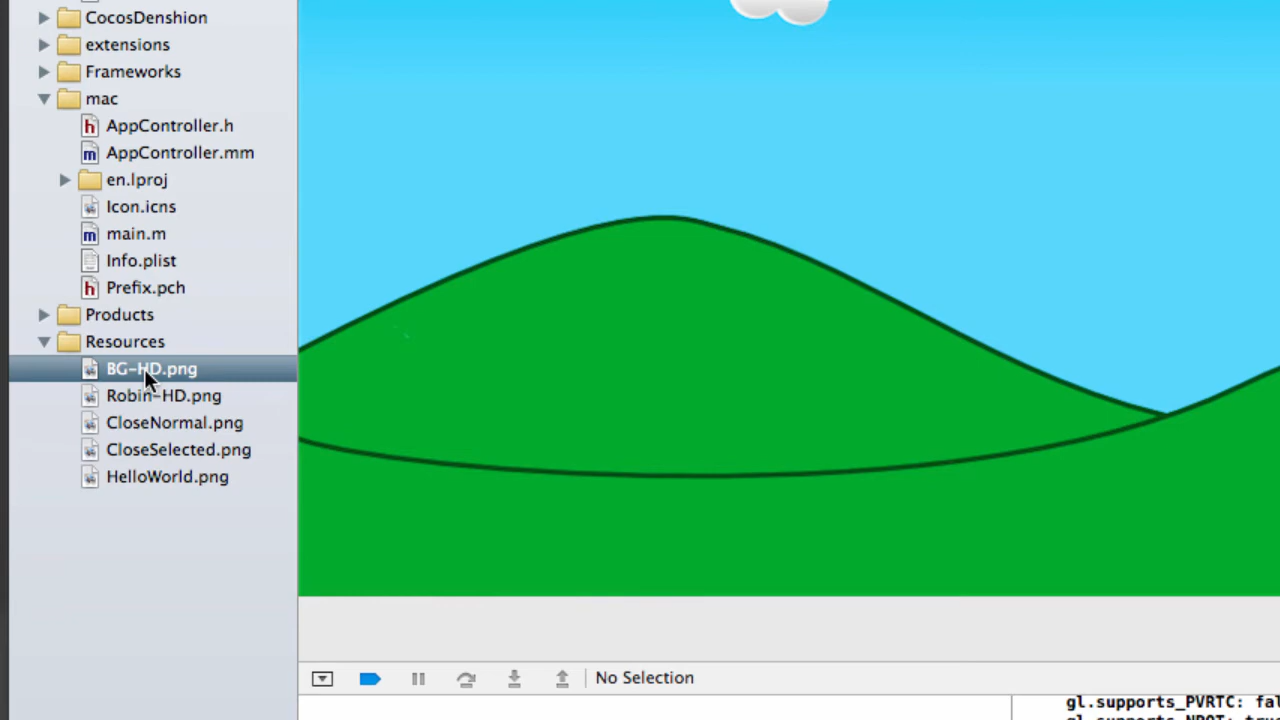 CocosDenshion
extensions
Frameworks
mac
h AppController.h
m AppController.mm
en.lproj
Icon.icns
m main.m
Info.plist
h Prefix.pch
Products
Resources
BG-HD.png
Robin-HD.png
CloseNormal.png
CloseSelected.png
HelloWorld.png
No Selection
gl.supports_PVRTC: fal